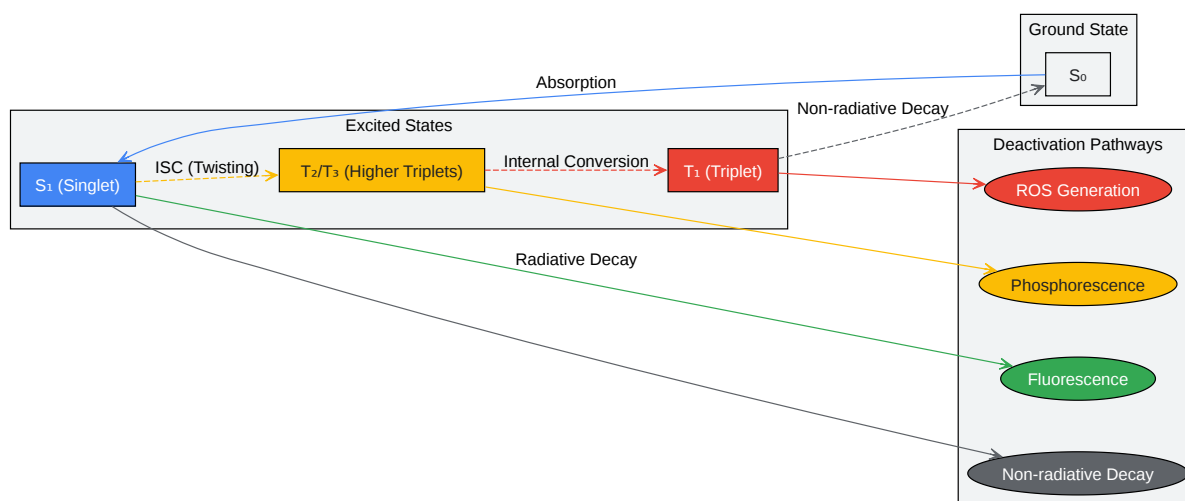 Ground State
S₀
Absorption
Non-radiative Decay
Excited States
Deactivation Pathways
ISC (Twisting)
Internal Conversion
S₁ (Singlet)
T₂/T₃ (Higher Triplets)
T₁ (Triplet)
ROS Generation
Radiative Decay
Phosphorescence
Fluorescence
Non-radiative Decay